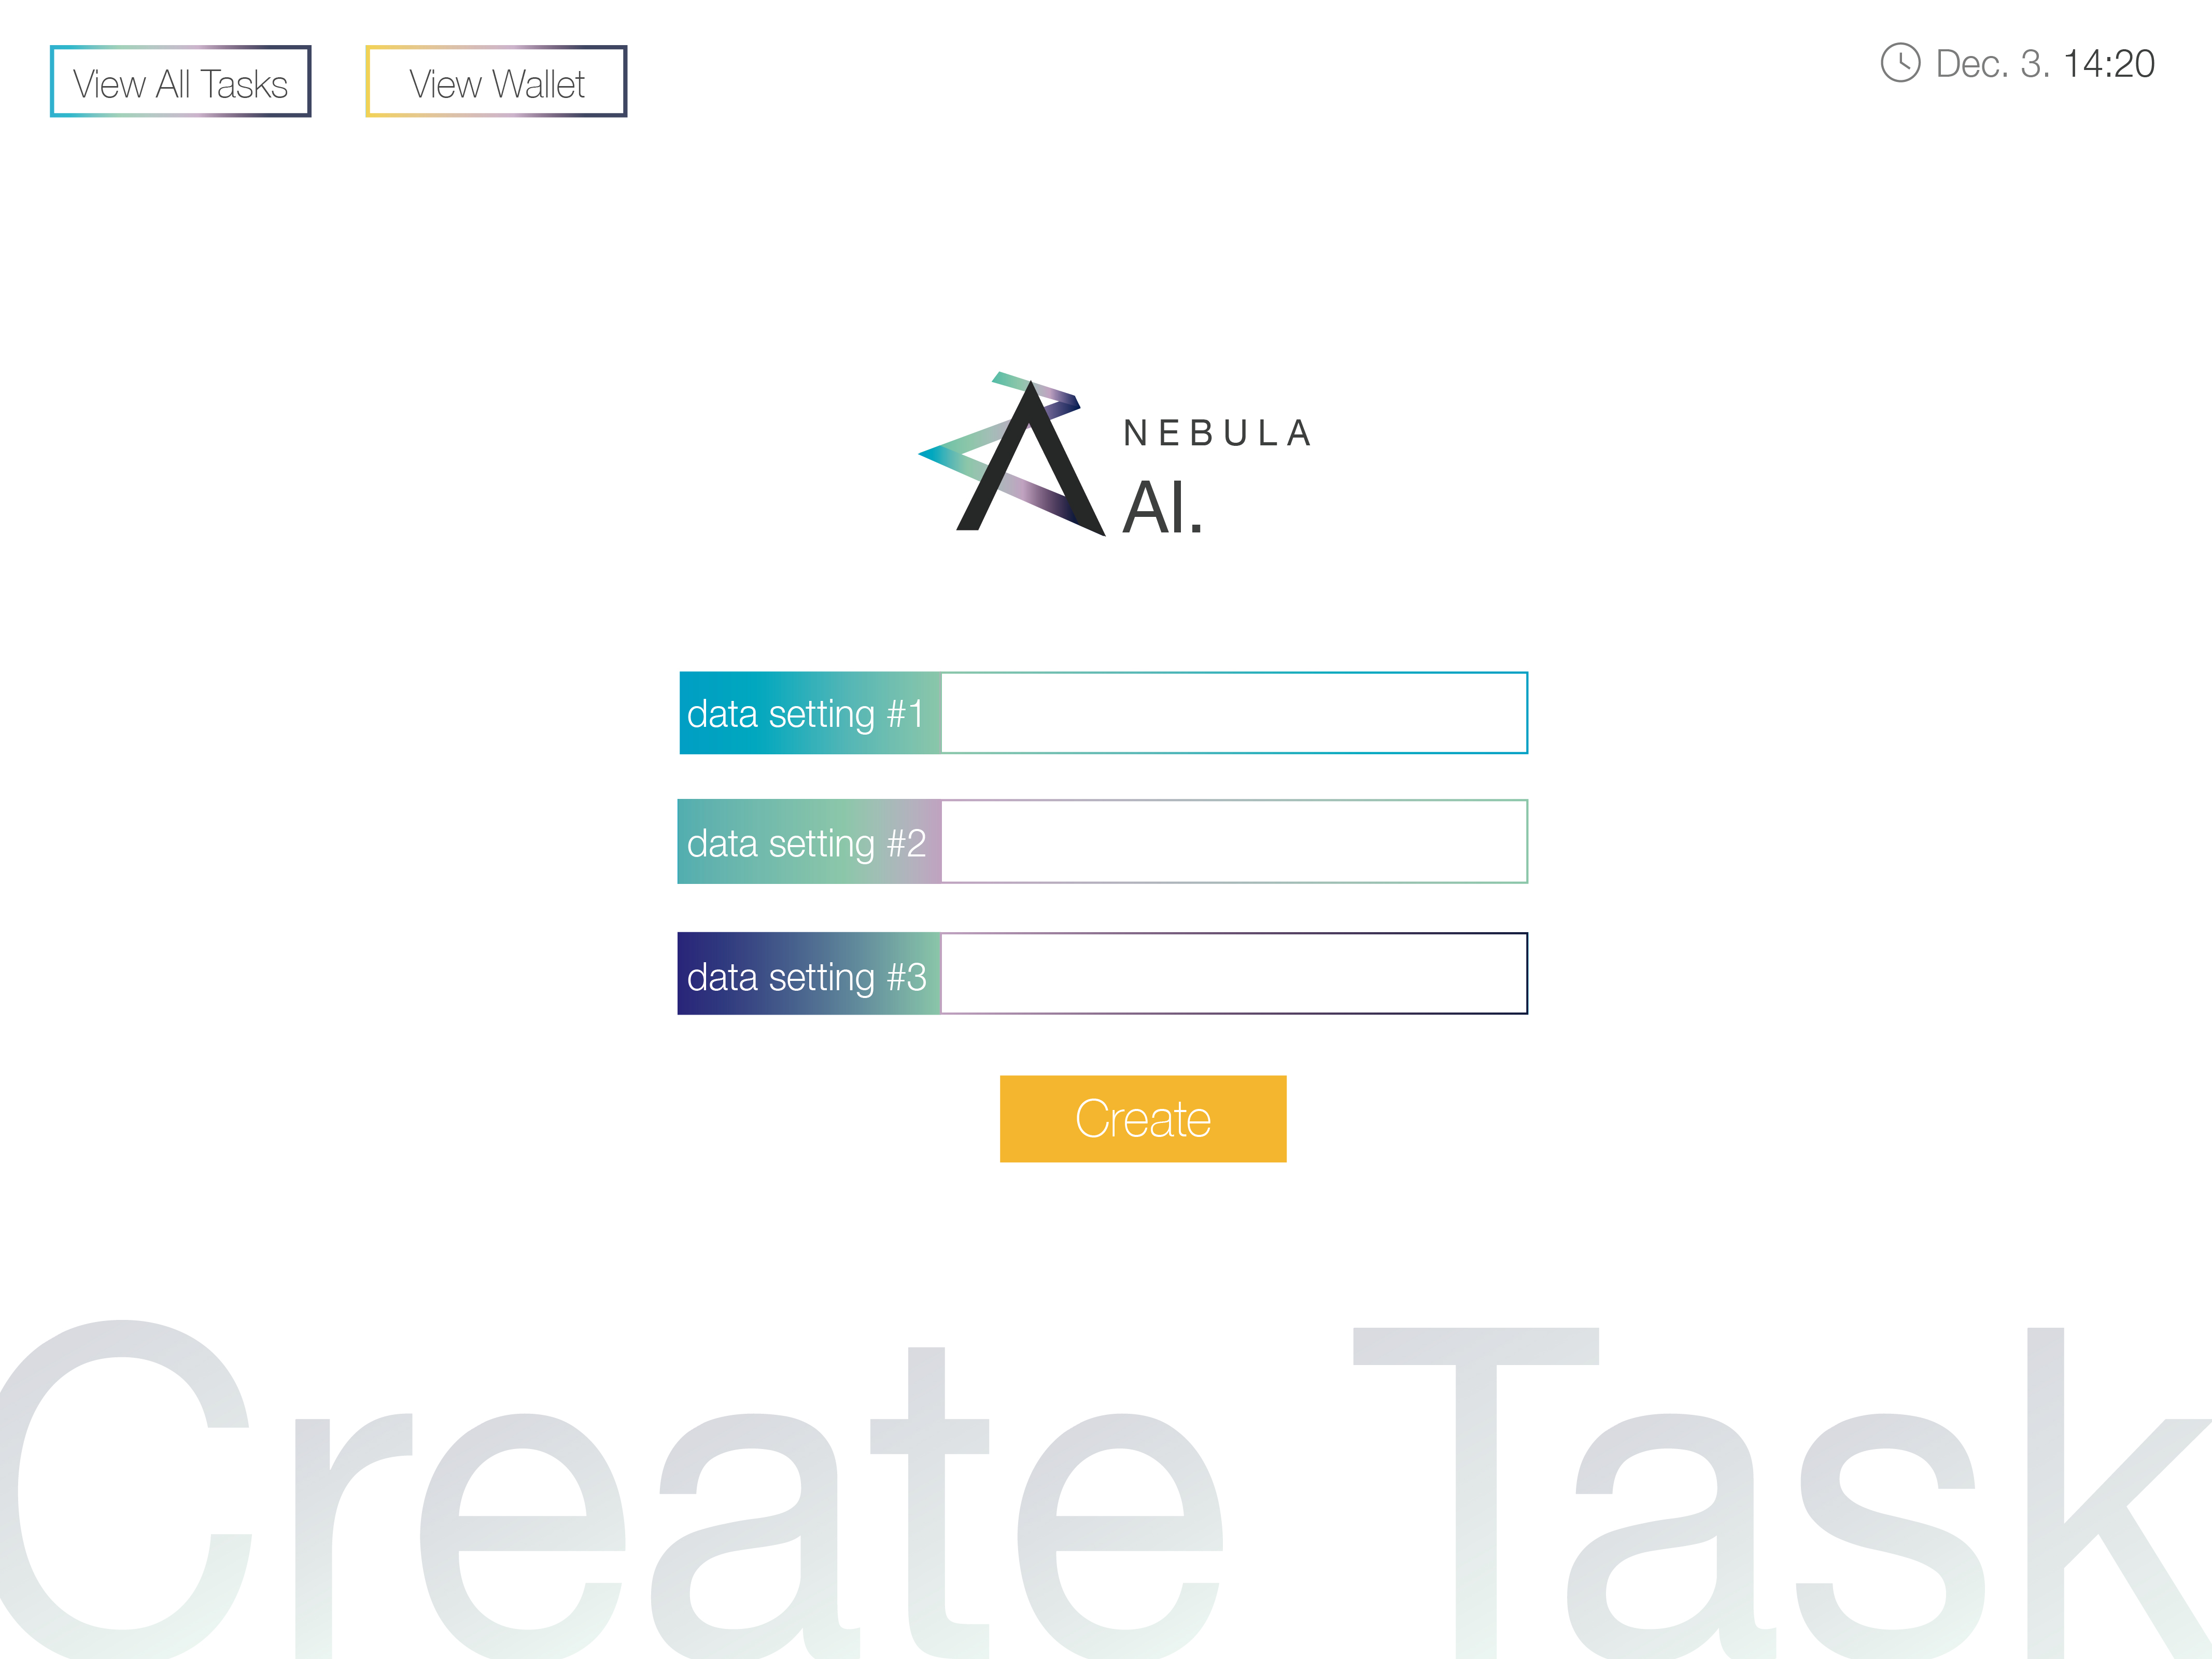 View All Tasks
View Wallet
Dec. 3. 14:20
NEBULA
AI.
data setting #1
data setting #2
data setting #3
Create
Create Task